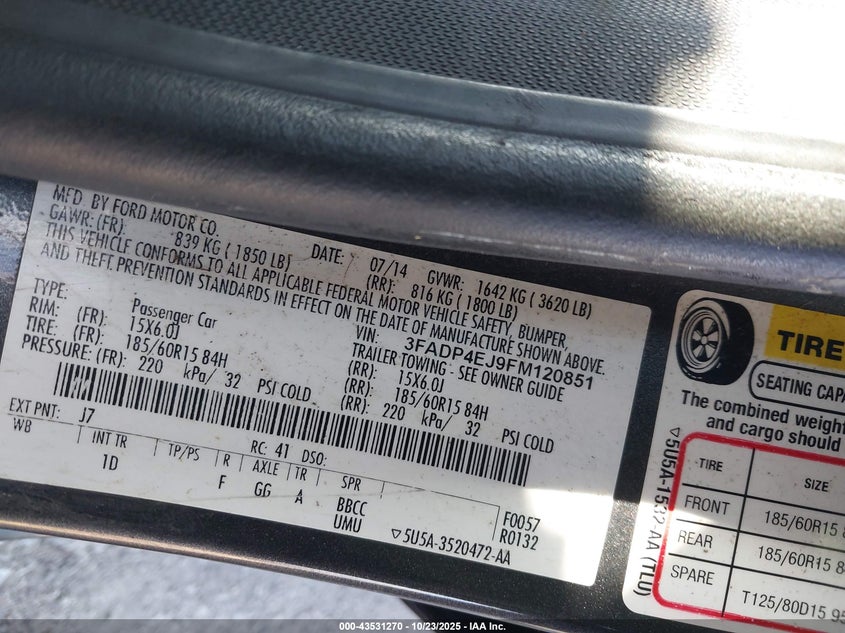 MFD. BY FORD MOTOR CO.
DATE: 07/14 GVWR: 1642 KG ( 3620 LB)
GAWR: (FR): 839 KG ( 1850 LB) (RR): 816 KG ( 1800 LB)
THIS VEHICLE CONFORMS TO ALL APPLICABLE FEDERAL MOTOR VEHICLE SAFETY, BUMPER,
AND THEFT PREVENTION STANDARDS IN EFFECT ON THE DATE OF MANUFACTURE SHOWN ABOVE.
VIN: 3FADP4EJ9FM120851
TYPE: Passenger Car TRAILER TOWING - SEE OWNER GUIDE
RIM: (FR) 15X6.0J (RR): 15X6.0J
TIRE: (FR) 185/60R15 84H (RR): 185/60R15 84H
PRESSURE: (FR): 220 kPa/ 32 PSI COLD (RR): 220 kPa/ 32 PSI COLD
EXT PNT: J7 RC: 41 DSO:
WB INT TR TP/PS R AXLE TR SPR
1D F GG A BBCC
UMU
F0057
R0132
▽5U5A-3520472-AA
TIRE
SEATING CAPA
The combined weight
and cargo should
▽5U5A-1532-AA (TLU)
TIRE SIZE
FRONT 185/60R15 8
REAR 185/60R15 84
SPARE T125/80D15 95
000-43531270 - 10/23/2025 - IAA Inc.